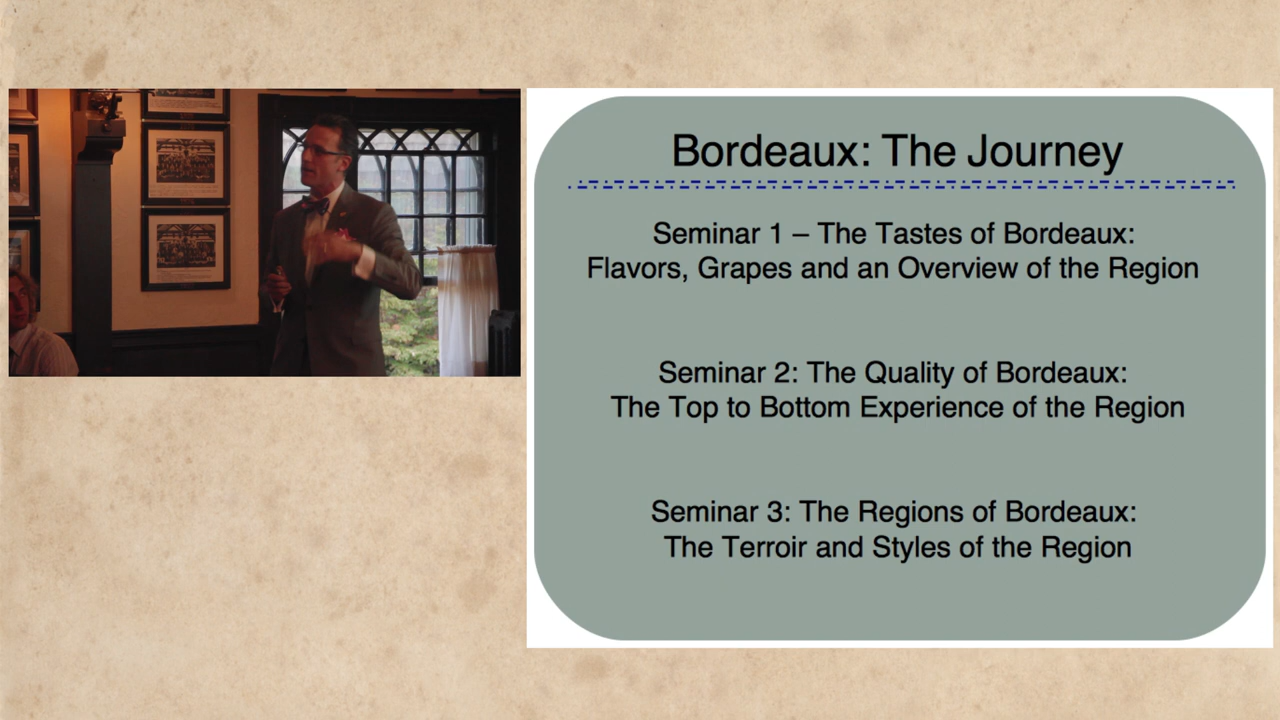 Bordeaux: The Journey
Seminar 1 – The Tastes of Bordeaux:
Flavors, Grapes and an Overview of the Region
Seminar 2: The Quality of Bordeaux:
The Top to Bottom Experience of the Region
Seminar 3: The Regions of Bordeaux:
The Terroir and Styles of the Region